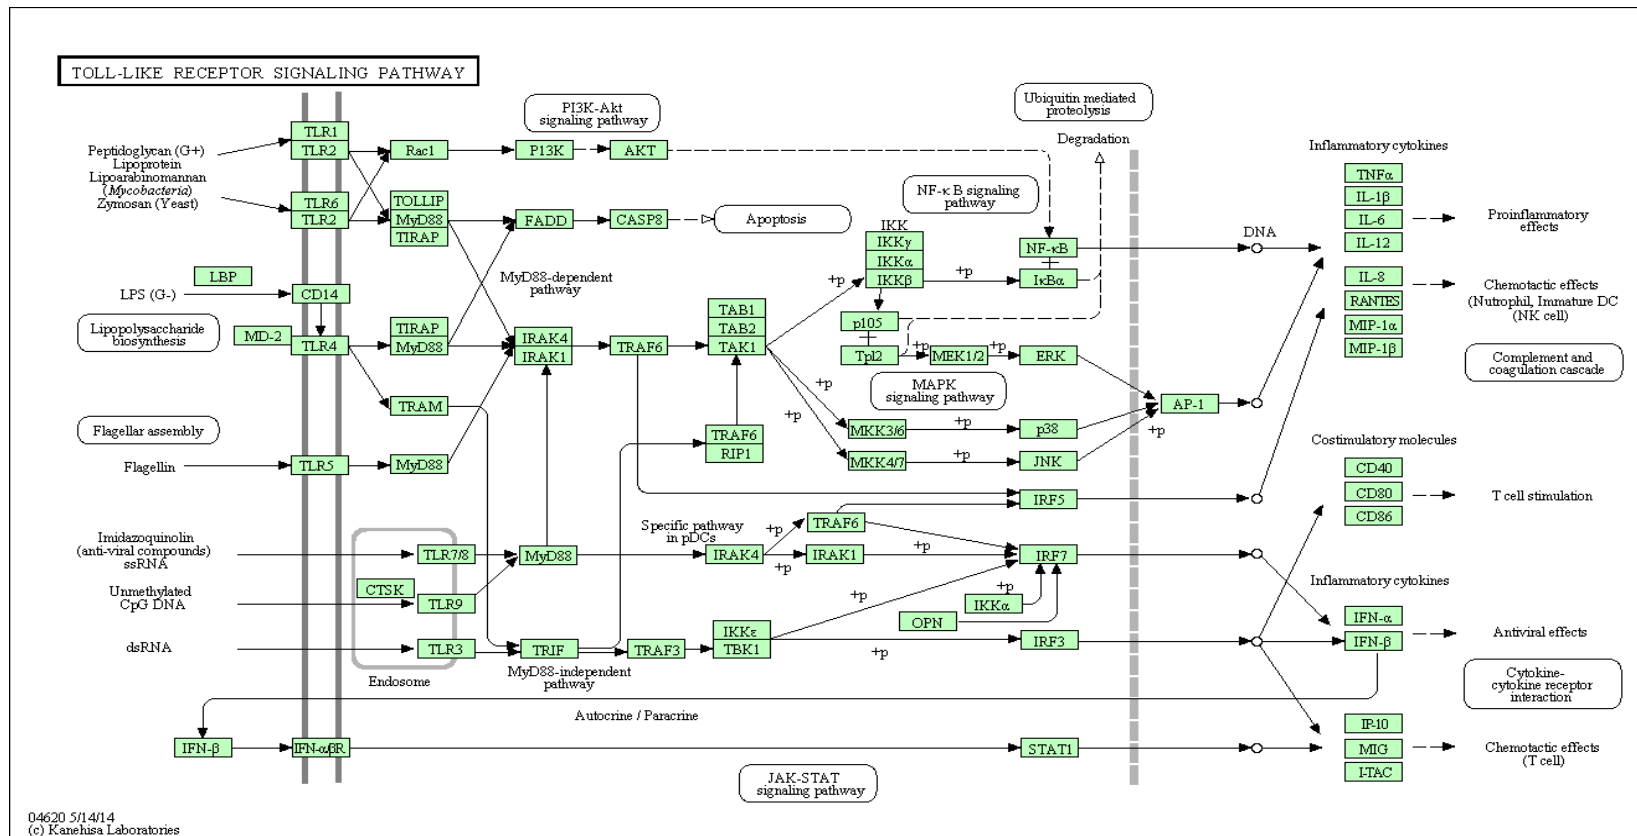 TOLL-LIKE RECEPTOR SIGNALING PATHWAY
PI3K-Akt
signaling pathway
Ubiquitin mediated
proteolysis
Degradation
Peptidoglycan (G+)
Lipoprotein
Lipoarabinomannan
(Mycobacteria)
Zymosan (Yeast)
TLR1
TLR2
Rac1
P13K
AKT
TLR6
TLR2
TOLLIP
MyD88
TIRAP
FADD
CASP8
Apoptosis
NF-κB signaling
pathway
MyD88-dependent
pathway
LBP
LPS (G-)
CD14
Lipopolysaccharide
biosynthesis
MD-2
TLR4
TIRAP
MyD88
IRAK4
IRAK1
TRAF6
TAB1
TAB2
TAK1
IKK
IKKγ
IKKα
IKKβ
+p
+p
NF-κB
IκBα
p105
Tpl2
+p
MEK1/2
+p
ERK
MAPK
signaling pathway
TRAM
TRAF6
RIP1
+p
+p
MKK3/6
+p
p38
MKK4/7
+p
JNK
+p
AP-1
DNA
Flagellar assembly
Flagellin
TLR5
MyD88
IRF5
Imidazoquinolin
(anti-viral compounds)
ssRNA
TLR7/8
MyD88
Specific pathway
in pDCs
IRAK4
+p
+p
TRAF6
IRAK1
+p
+p
IRF7
Unmethylated
CpG DNA
CTSK
TLR9
+p
+p
IKKα
OPN
dsRNA
TLR3
TRIF
TRAF3
IKKε
TBK1
+p
IRF3
Endosome
MyD88-independent
pathway
Autocrine / Paracrine
IFN-β
IFN-α/βR
STAT1
JAK-STAT
signaling pathway
Inflammatory cytokines
TNFα
IL-1β
IL-6
IL-12
Proinflammatory
effects
IL-8
RANTES
MIP-1α
MIP-1β
Chemotactic effects
(Nutrophil, Immature DC
(NK cell)
Complement and
coagulation cascade
Costimulatory molecules
CD40
CD80
CD86
T cell stimulation
Inflammatory cytokines
IFN-α
IFN-β
Antiviral effects
Cytokine-
cytokine receptor
interaction
IP-10
MIG
I-TAC
Chemotactic effects
(T cell)
04620 5/14/14
(c) Kanehisa Laboratories